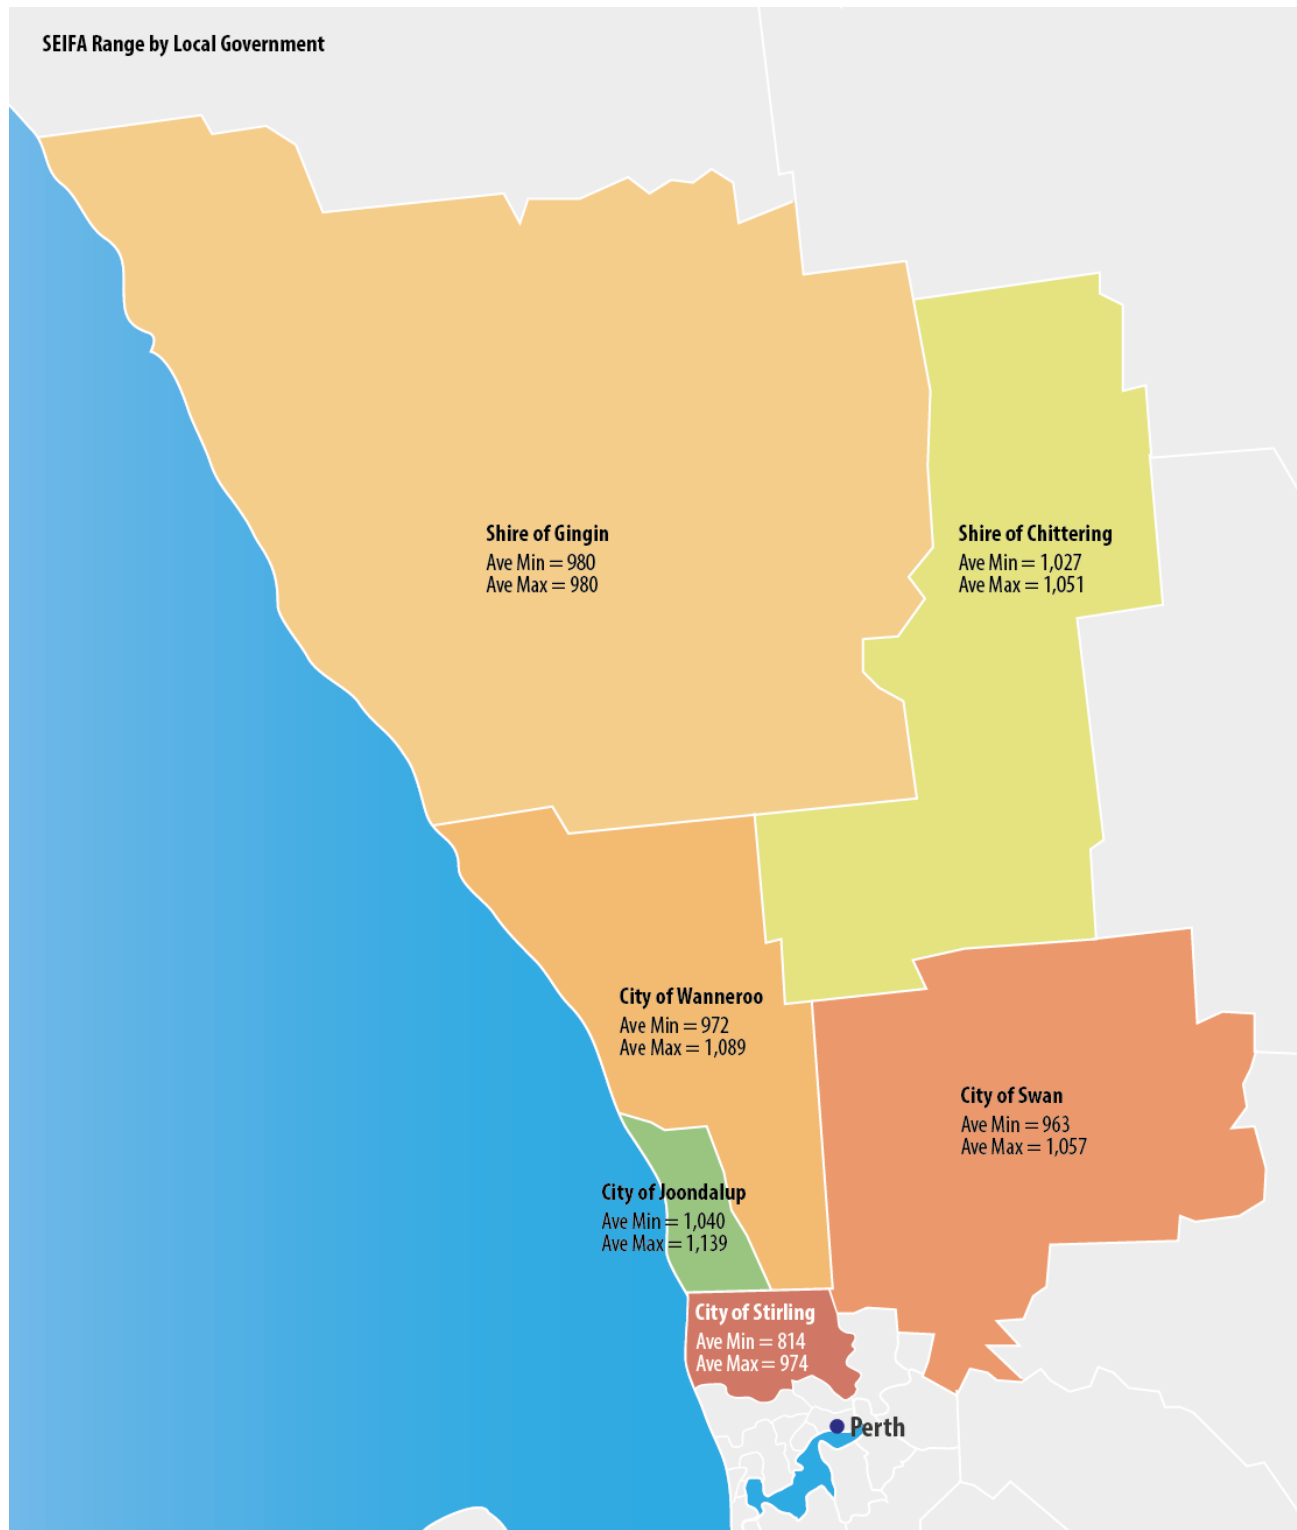 SEIFA Range by Local Government
Shire of Gingin
Ave Min = 980
Ave Max = 980
Shire of Chittering
Ave Min = 1,027
Ave Max = 1,051
City of Wanneroo
Ave Min = 972
Ave Max = 1,089
City of Swan
Ave Min = 963
Ave Max = 1,057
City of Joondalup
Ave Min = 1,040
Ave Max = 1,139
City of Stirling
Ave Min = 814
Ave Max = 974
Perth